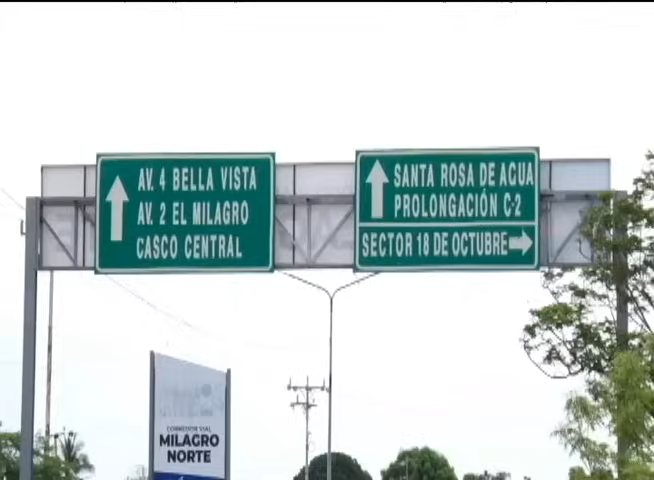 AV. 4 BELLA VISTA
AV. 2 EL MILAGRO
CASCO CENTRAL
SANTA ROSA DE AGUA
PROLONGACIÓN C-2
SECTOR 18 DE OCTUBRE
CORREDOR VIAL
MILAGRO
NORTE